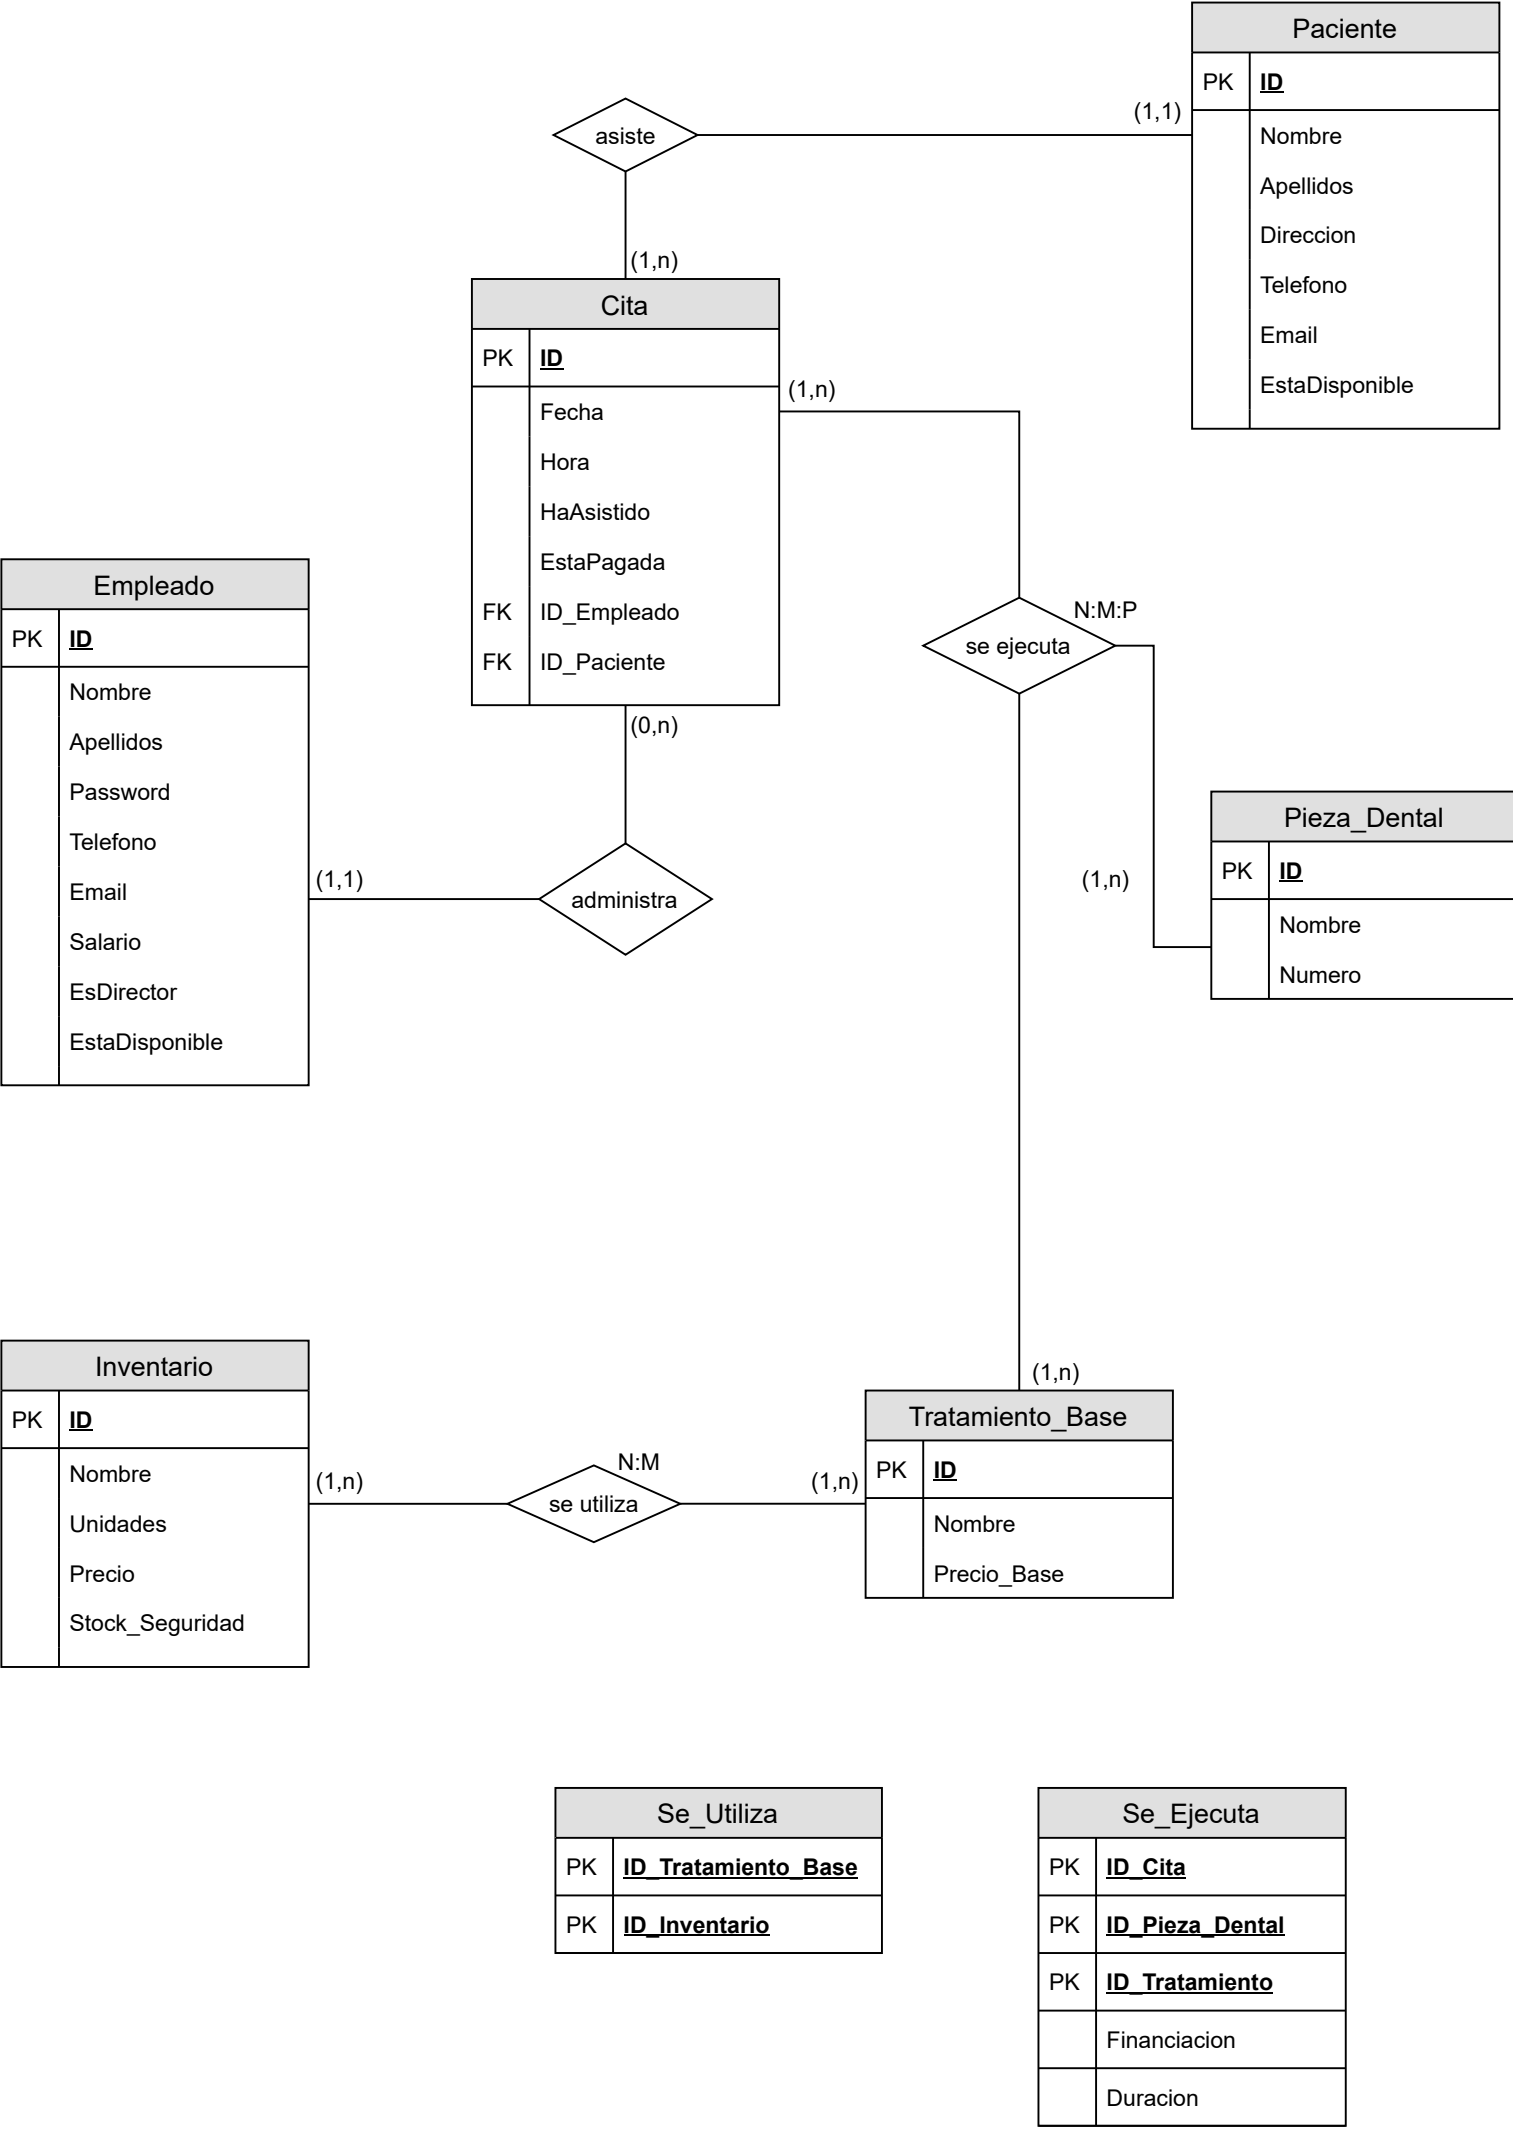 Paciente
PK ID
Nombre
Apellidos
Direccion
Telefono
Email
EstaDisponible
asiste
(1,1)
(1,n)
Cita
PK ID
Fecha
Hora
HaAsistido
EstaPagada
FK ID_Empleado
FK ID_Paciente
(1,n)
(0,n)
Empleado
PK ID
Nombre
Apellidos
Password
Telefono
Email
Salario
EsDirector
EstaDisponible
(1,1)
administra
N:M:P
se ejecuta
(1,n)
Pieza_Dental
PK ID
Nombre
Numero
(1,n)
Inventario
PK ID
Nombre
Unidades
Precio
Stock_Seguridad
(1,n)
N:M
se utiliza
(1,n)
Tratamiento_Base
PK ID
Nombre
Precio_Base
Se_Utiliza
PK ID_Tratamiento_Base
PK ID_Inventario
Se_Ejecuta
PK ID_Cita
PK ID_Pieza_Dental
PK ID_Tratamiento
Financiacion
Duracion